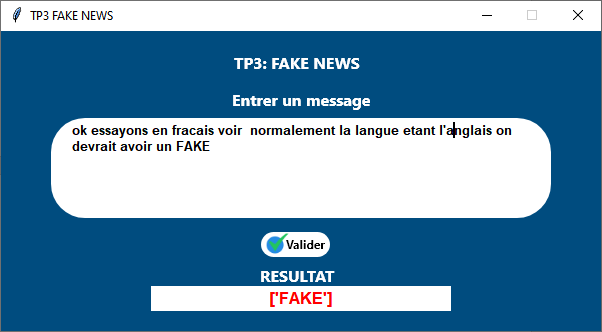 TP3 FAKE NEWS
TP3: FAKE NEWS
Entrer un message
ok essayons en fracais voir  normalement la langue etant l'anglais on
devrait avoir un FAKE
Valider
RESULTAT
['FAKE']